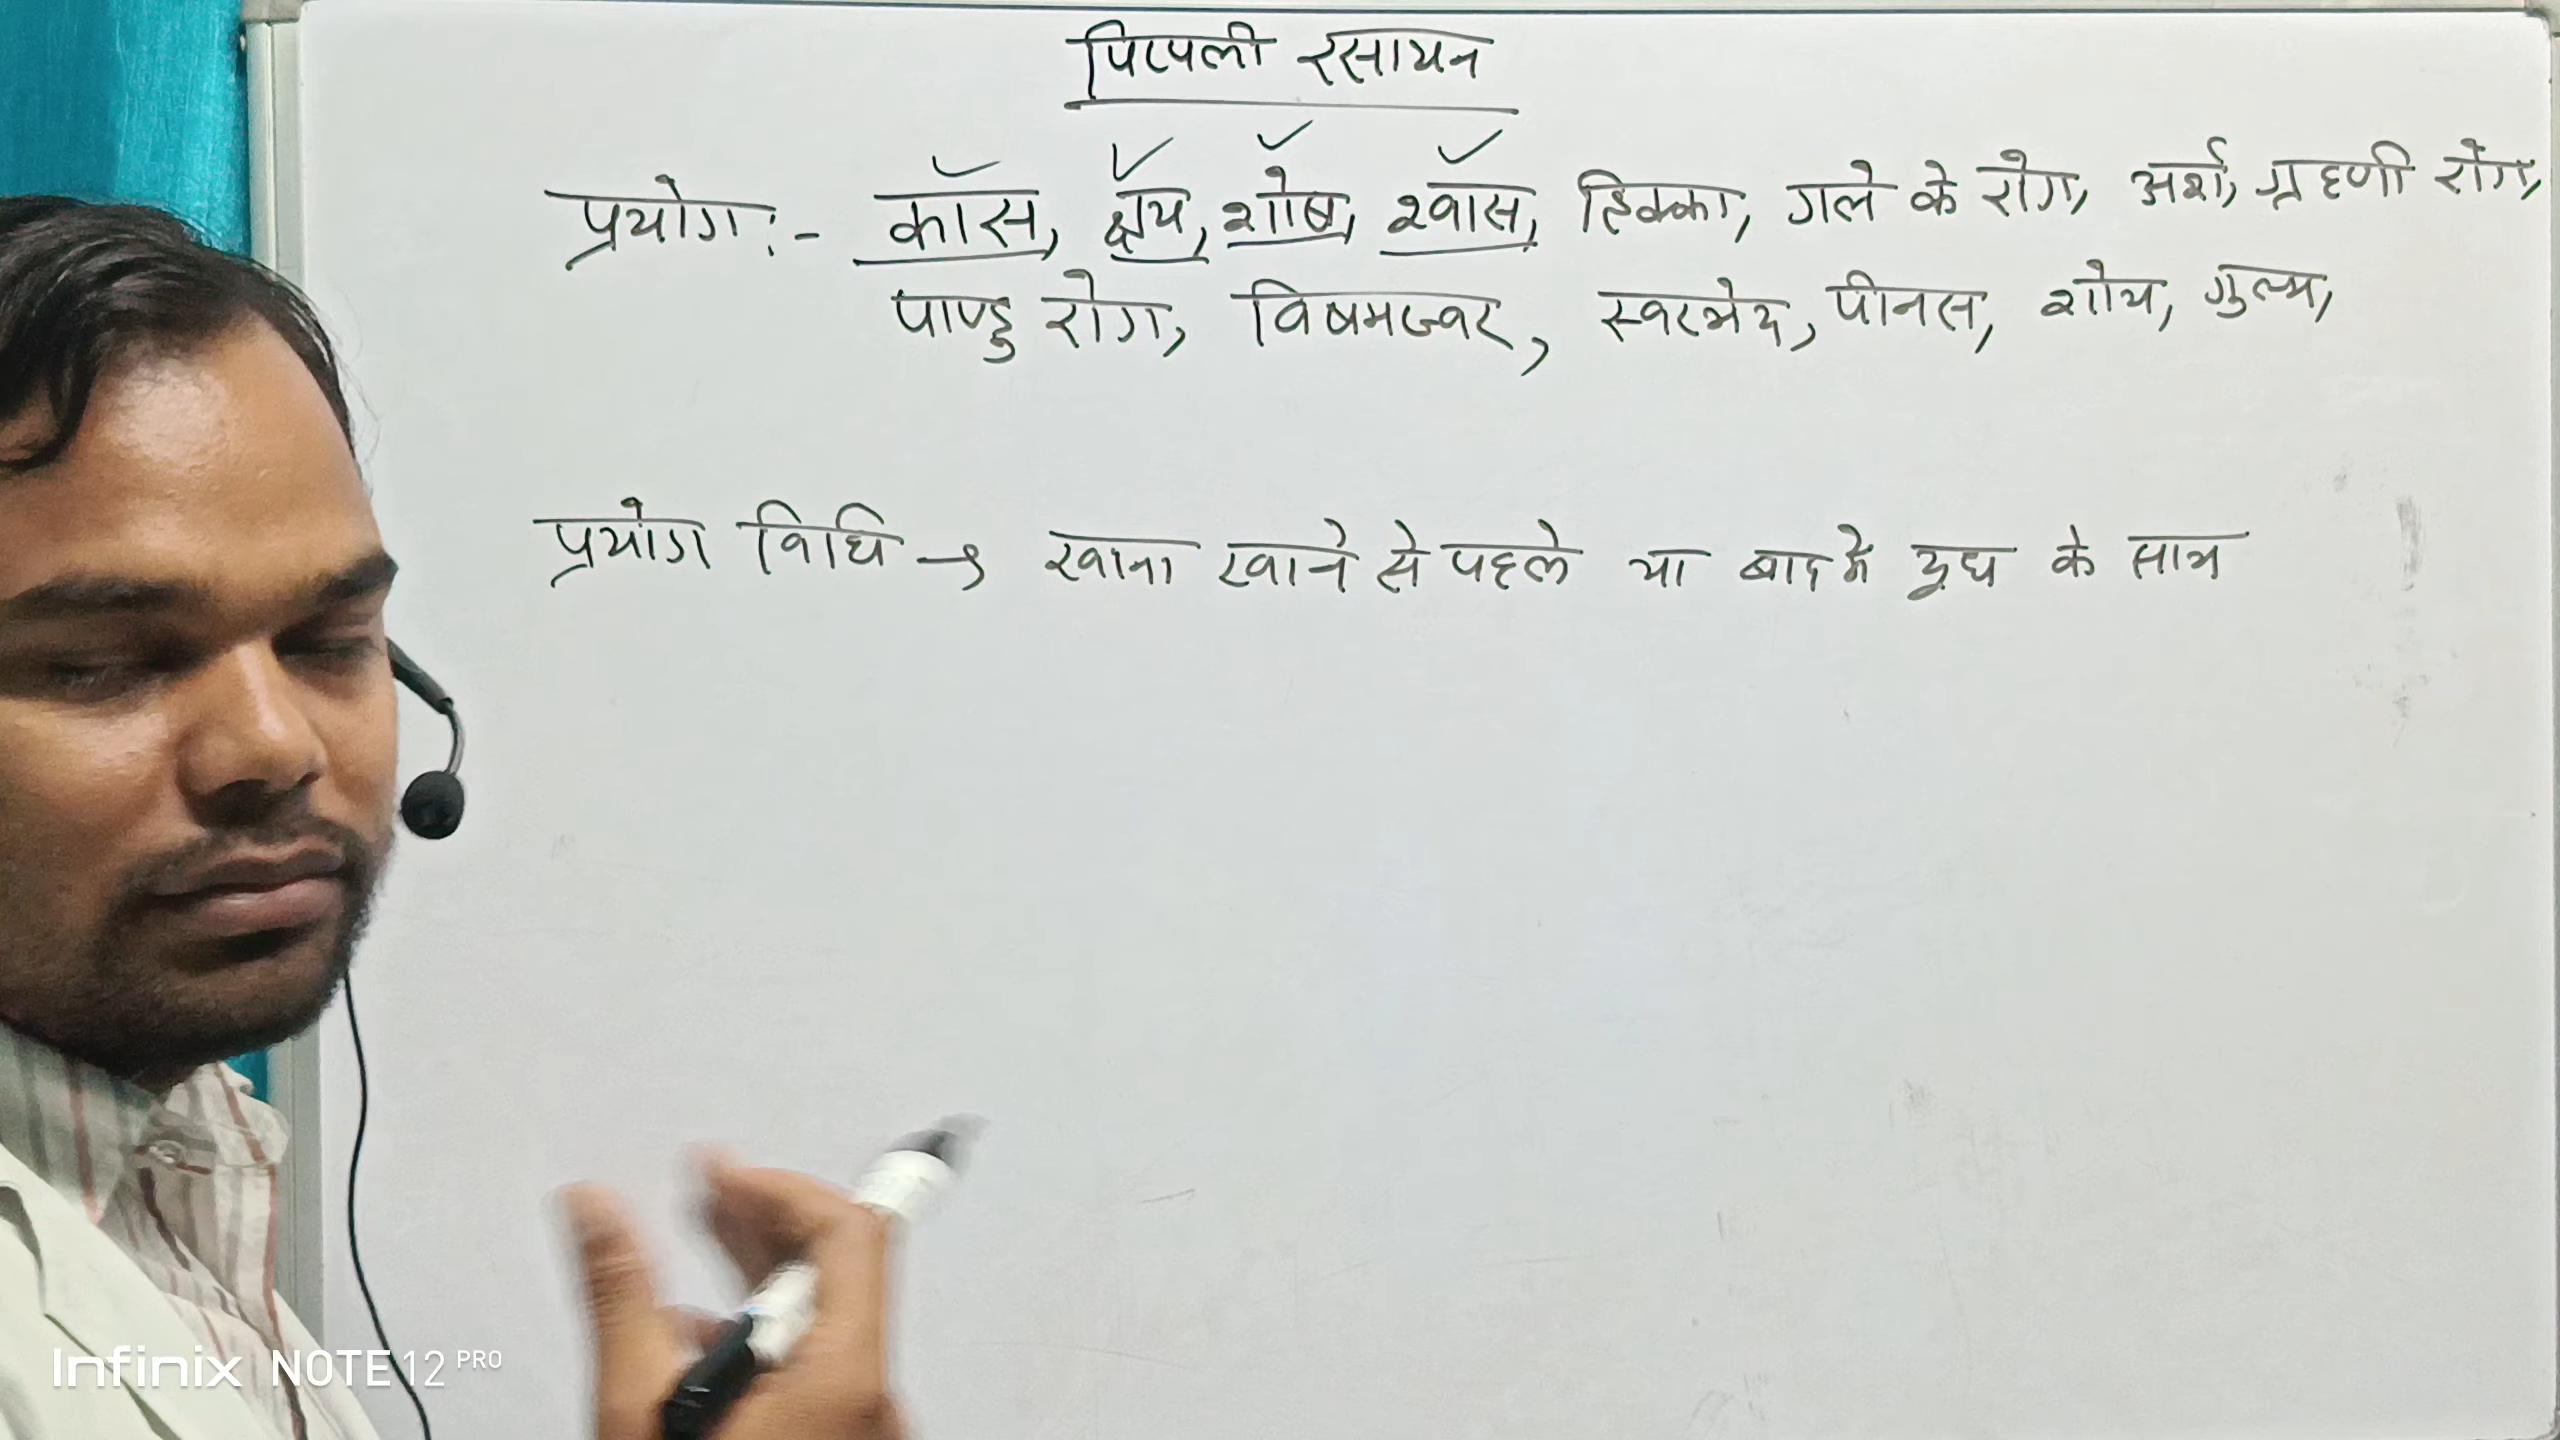 पिप्पली रसायन
प्रयोग :- कॉस, क्षय, शोष, श्वास, हिक्का, गले के रोग, अर्श, ग्रहणी रोग,
पाण्डु रोग, विषमज्वर, स्वरभेद, पीनस, शोथ, गुल्म,
प्रयोग विधि → खाना खाने से पहले या बाद में दूध के साथ
Infinix NOTE 12 PRO